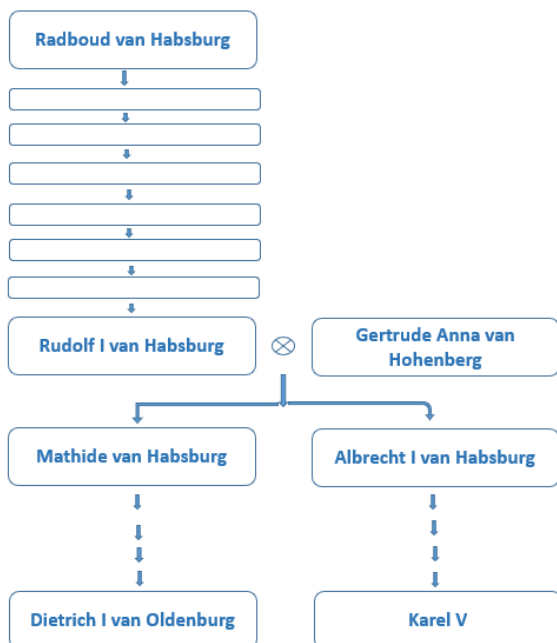 Radboud van Habsburg
Rudolf I van Habsburg
Gertrude Anna van
Hohenberg
Mathide van Habsburg
Albrecht I van Habsburg
Dietrich I van Oldenburg
Karel V